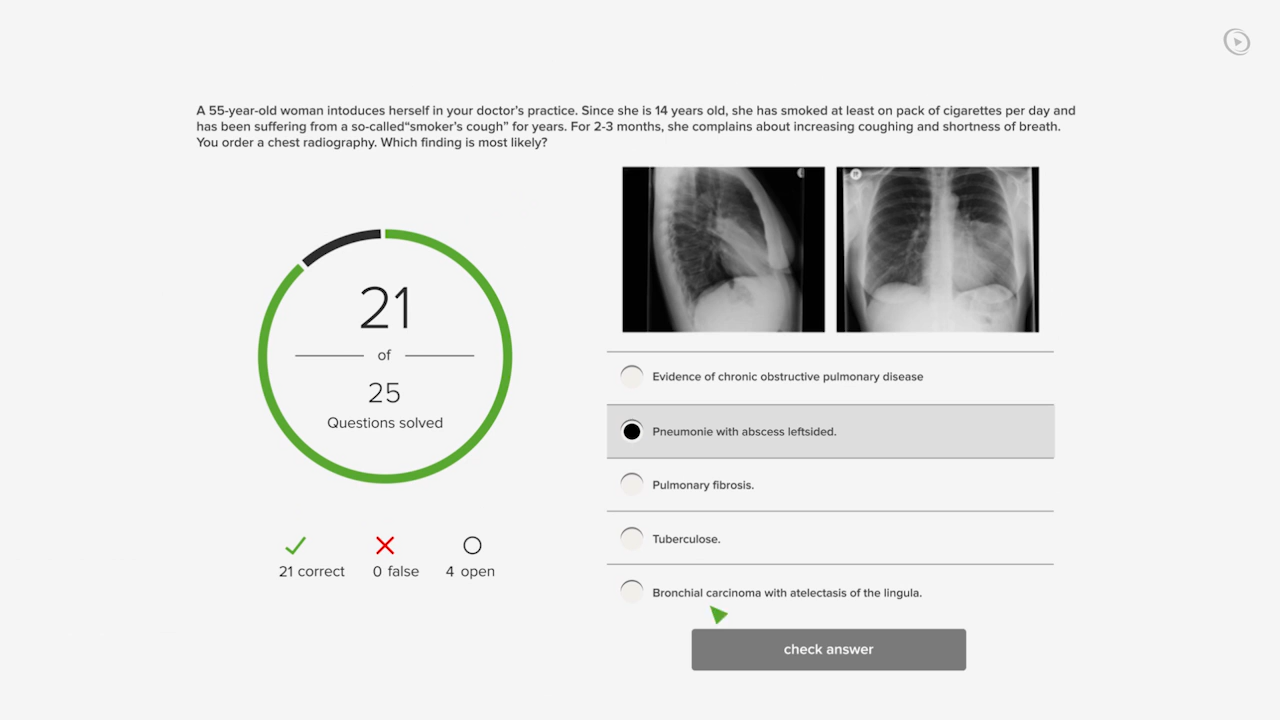 A 55-year-old woman intoduces herself in your doctor's practice. Since she is 14 years old, she has smoked at least on pack of cigarettes per day and
has been suffering from a so-called“smoker's cough” for years. For 2-3 months, she complains about increasing coughing and shortness of breath.
You order a chest radiography. Which finding is most likely?
21
of
25
Questions solved
21 correct
0 false
4 open
Evidence of chronic obstructive pulmonary disease
Pneumonie with abscess leftsided.
Pulmonary fibrosis.
Tuberculose.
Bronchial carcinoma with atelectasis of the lingula.
check answer